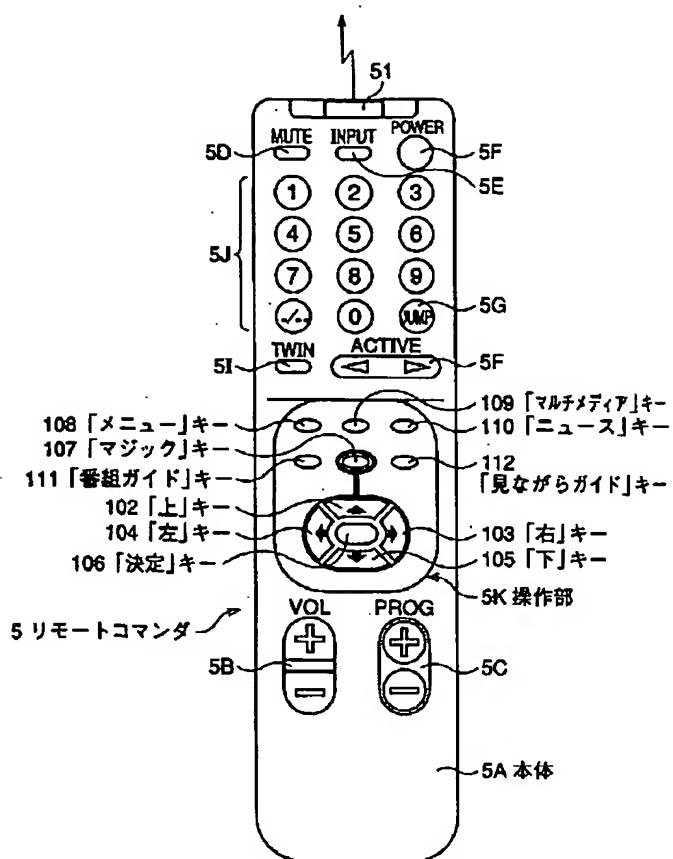 51
MUTE INPUT POWER
5D 5F
5E
1 2 3
4 5 6
5J
7 8 9
5G
-/-- 0 JUMP
TWIN ACTIVE
5I 5F
109「マルチメディア」キー
108「メニュー」キー
110「ニュース」キー
107「マジック」キー
112
111「番組ガイド」キー
「見ながらガイド」キー
102「上」キー
104「左」キー
103「右」キー
106「決定」キー
105「下」キー
5K 操作部
VOL PROG
5 リモートコマンダ
5B 5C
5A 本体